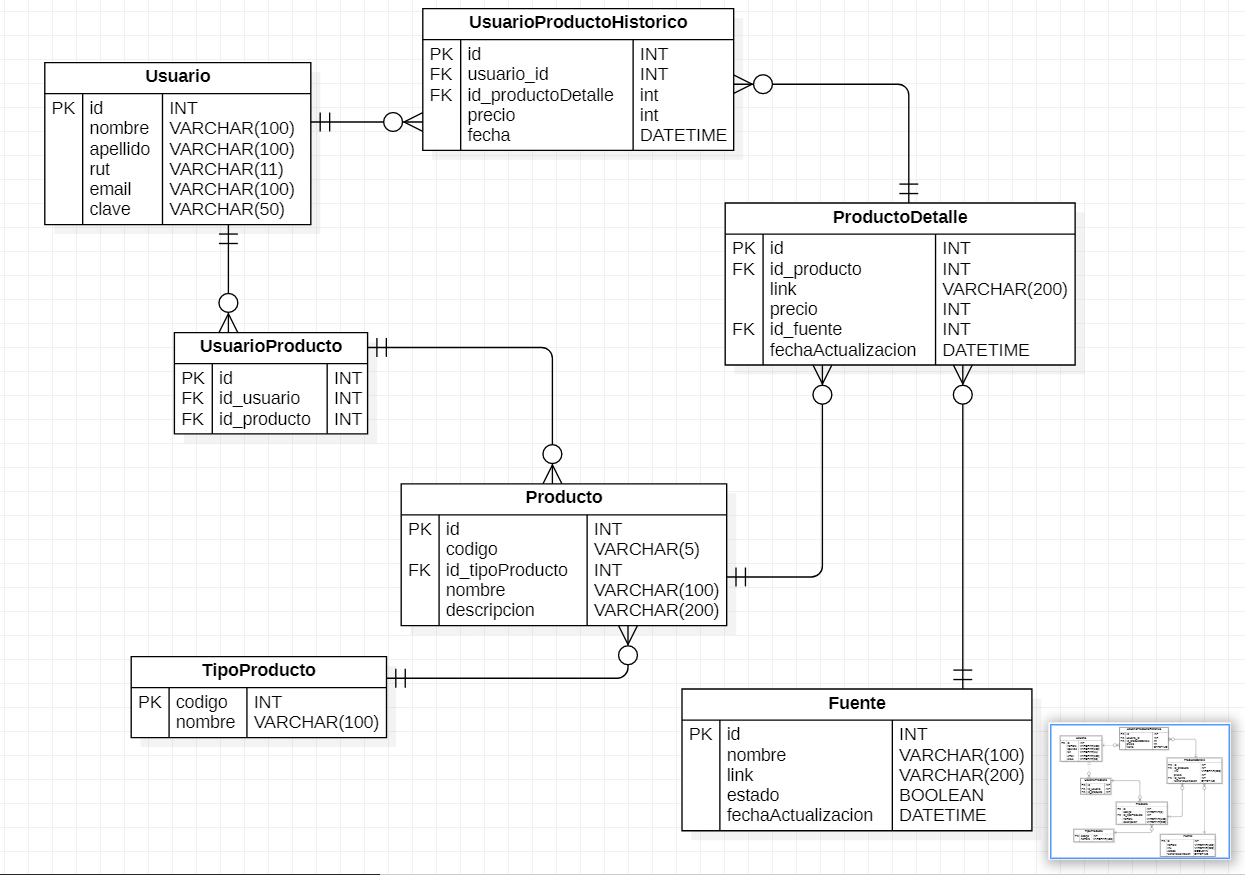 UsuarioProductoHistorico
PK id INT
FK usuario_id INT
FK id_productoDetalle int
precio int
fecha DATETIME
Usuario
PK id INT
nombre VARCHAR(100)
apellido VARCHAR(100)
rut VARCHAR(11)
email VARCHAR(100)
clave VARCHAR(50)
ProductoDetalle
PK id INT
FK id_producto INT
link VARCHAR(200)
precio INT
FK id_fuente INT
fechaActualizacion DATETIME
UsuarioProducto
PK id INT
FK id_usuario INT
FK id_producto INT
Producto
PK id INT
codigo VARCHAR(5)
FK id_tipoProducto INT
nombre VARCHAR(100)
descripcion VARCHAR(200)
TipoProducto
PK codigo INT
nombre VARCHAR(100)
Fuente
PK id INT
nombre VARCHAR(100)
link VARCHAR(200)
estado BOOLEAN
fechaActualizacion DATETIME